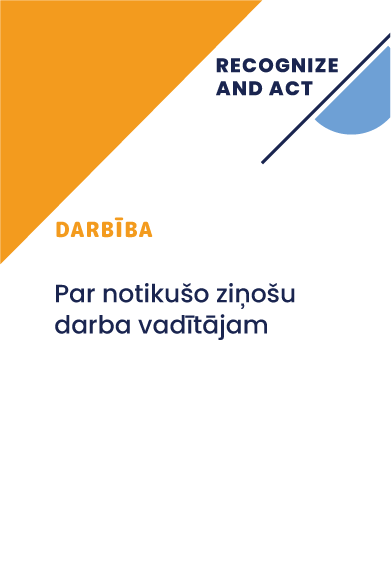 RECOGNIZE
AND ACT
DARBĪBA
Par notikušo ziņošu
darba vadītājam